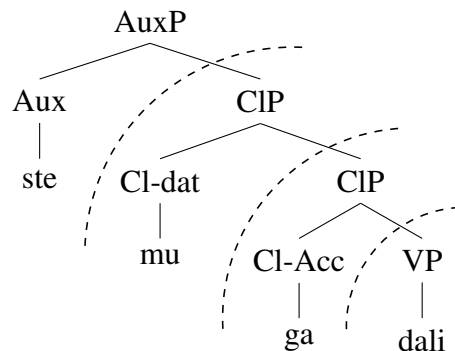 AuxP
Aux ClP
ste Cl-dat ClP
mu Cl-Acc VP
ga dali